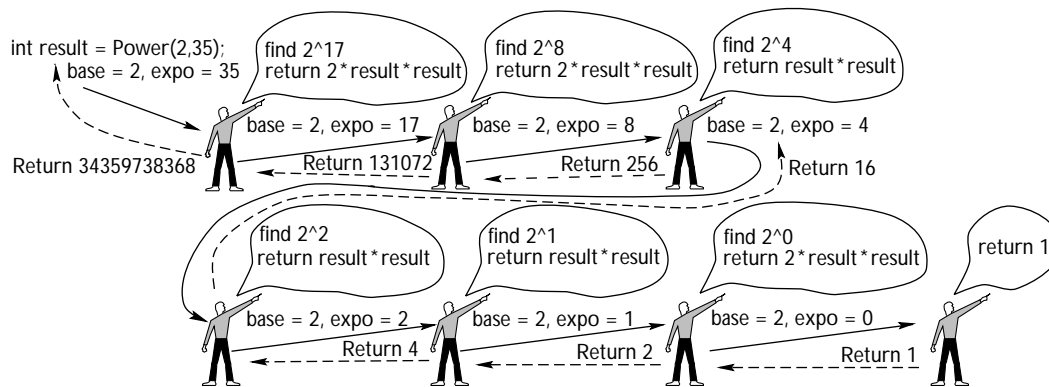 int result = Power(2,35);
base = 2, expo = 35
find 2^17
return 2*result*result
find 2^8
return 2*result*result
find 2^4
return result*result
base = 2, expo = 17
base = 2, expo = 8
base = 2, expo = 4
Return 34359738368
Return 131072
Return 256
Return 16
find 2^2
return result*result
find 2^1
return result*result
find 2^0
return 2*result*result
return 1
base = 2, expo = 2
base = 2, expo = 1
base = 2, expo = 0
Return 4
Return 2
Return 1